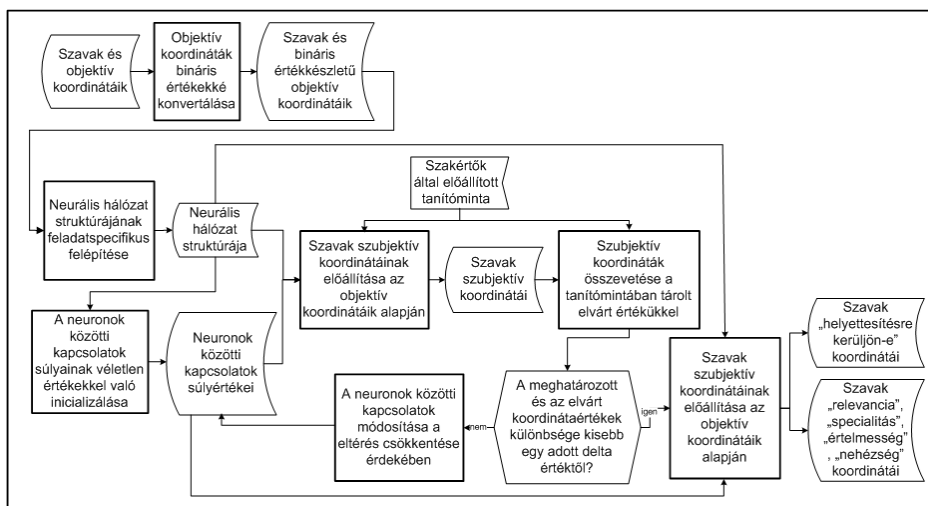 Szavak és
objektív
koordinátáik
Objektív
koordináták
bináris
értékekké
konvertálása
Szavak és
bináris
értékkészletű
objektív
koordinátáik
Szakértők
által előállított
tanítóminta
Neurális hálózat
struktúrájának
feladatspecifikus
felépítése
Neurális
hálózat
struktúrája
Szavak szubjektív
koordinátáinak
előállítása az
objektív
koordinátáik alapján
Szavak
szubjektív
koordinátái
Szubjektív
koordináták
összevetése a
tanítómintában tárolt
elvárt értékükkel
A neuronok
közötti
kapcsolatok
súlyainak véletlen
értékekkel való
inicializálása
Neuronok
közötti
kapcsolatok
súlyértékei
A neuronok közötti
kapcsolatok
módosítása a
eltérés csökkentése
érdekében
nem
A meghatározott
és az elvárt
koordinátaértékek
különbsége kisebb
egy adott delta
értéktől?
igen
Szavak
szubjektív
koordinátáinak
előállítása az
objektív
koordinátáik
alapján
Szavak
„helyettesítésre
kerüljön-e”
koordinátái
Szavak
„relevancia”,
„specialitás”,
„értelmesség”
, „nehézség”
koordinátái